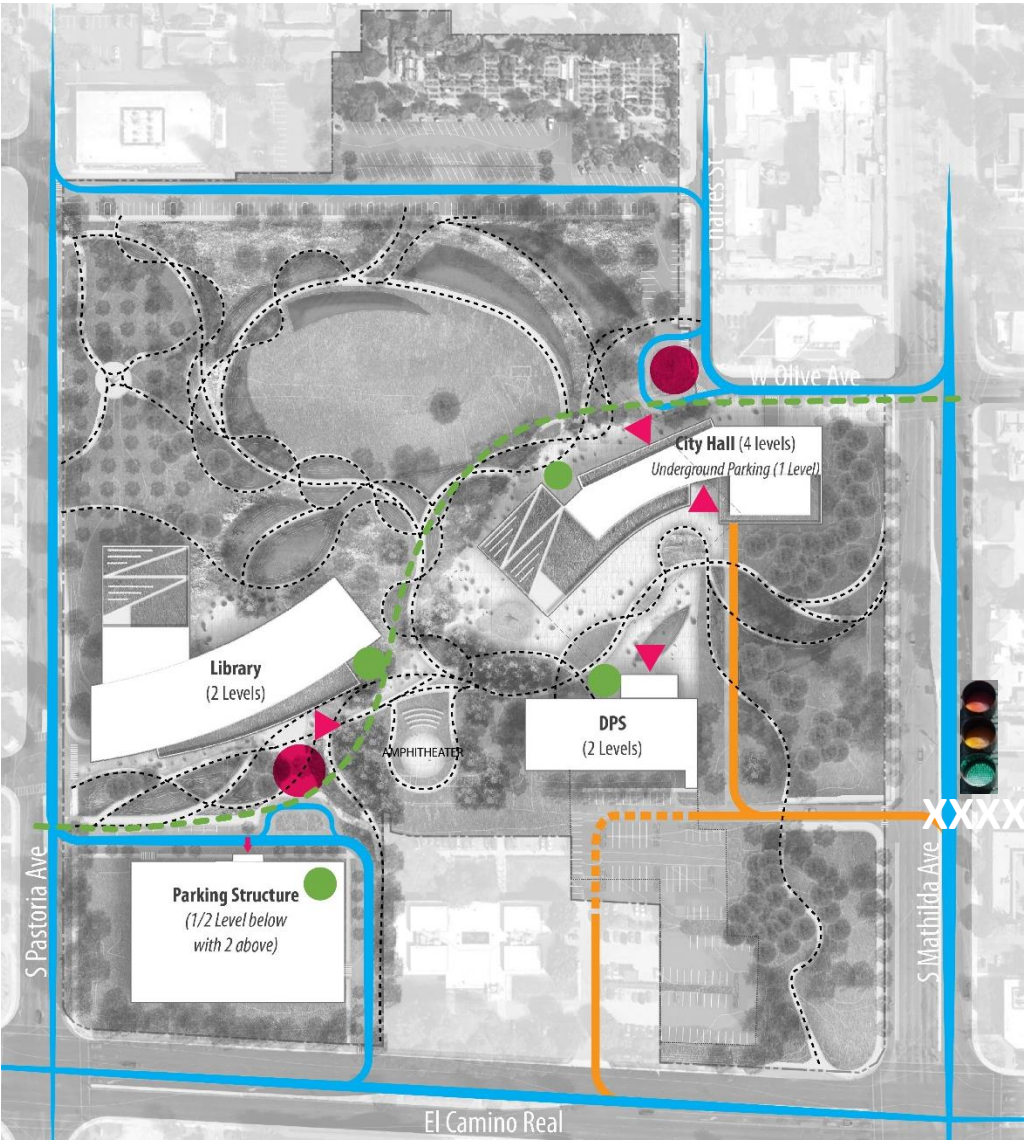 Charles St
W Olive Ave
City Hall (4 levels)
Underground Parking (1 Level)
Library
(2 Levels)
DPS
(2 Levels)
AMPHITHEATER
XXXX
S Pastoria Ave
S Mathilda Ave
Parking Structure
(1/2 Level below
with 2 above)
El Camino Real